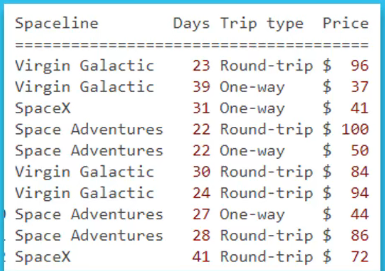 Spaceline        Days Trip type  Price
======================================
Virgin Galactic    23 Round-trip $  96
Virgin Galactic    39 One-way    $  37
SpaceX             31 One-way    $  41
Space Adventures   22 Round-trip $ 100
Space Adventures   22 One-way    $  50
Virgin Galactic    30 Round-trip $  84
Virgin Galactic    24 Round-trip $  94
Space Adventures   27 One-way    $  44
Space Adventures   28 Round-trip $  86
SpaceX             41 Round-trip $  72